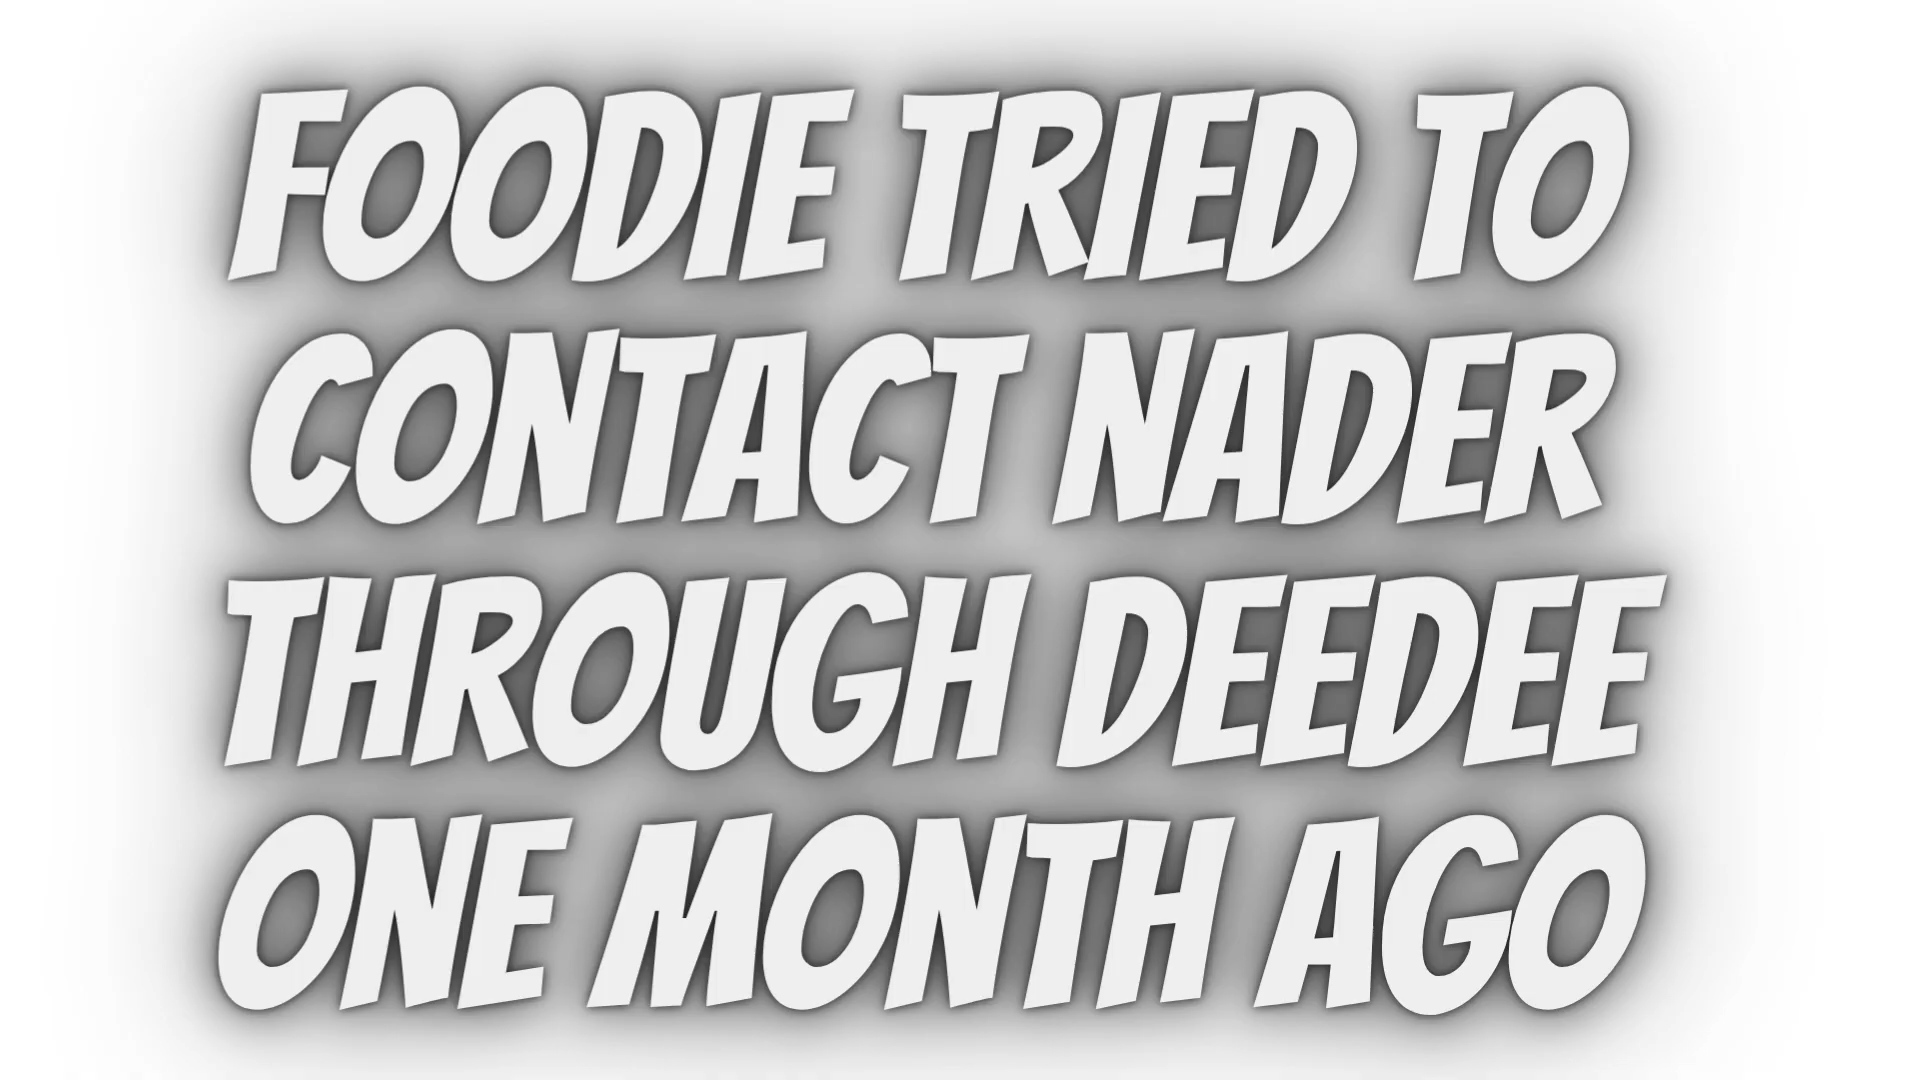 FOODIE TRIED TO
CONTACT NADER
THROUGH DEEDEE
ONE MONTH AGO